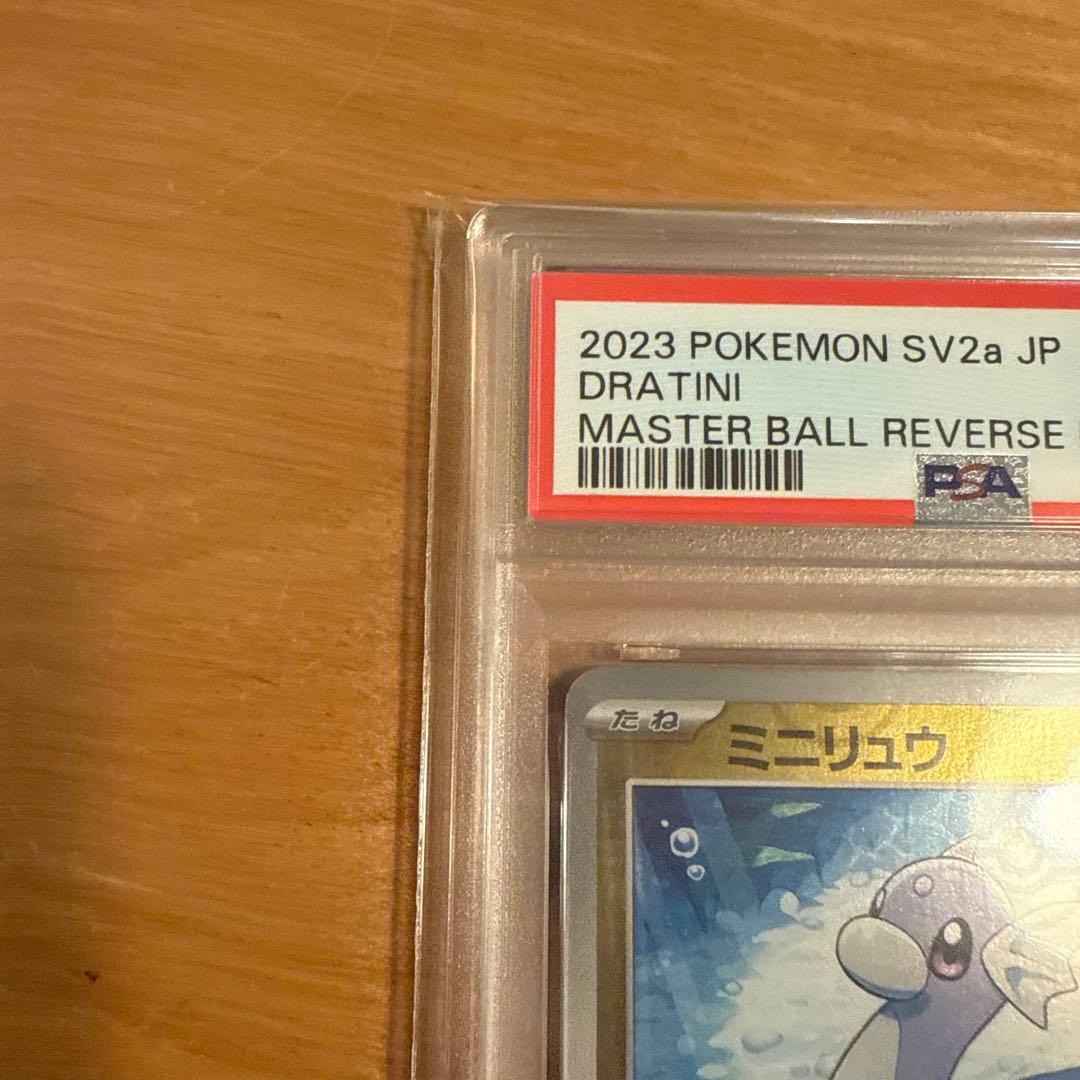 2023 POKEMON SV2a JP
DRATINI
MASTER BALL REVERSE
PSA
たね
ミニリュウ